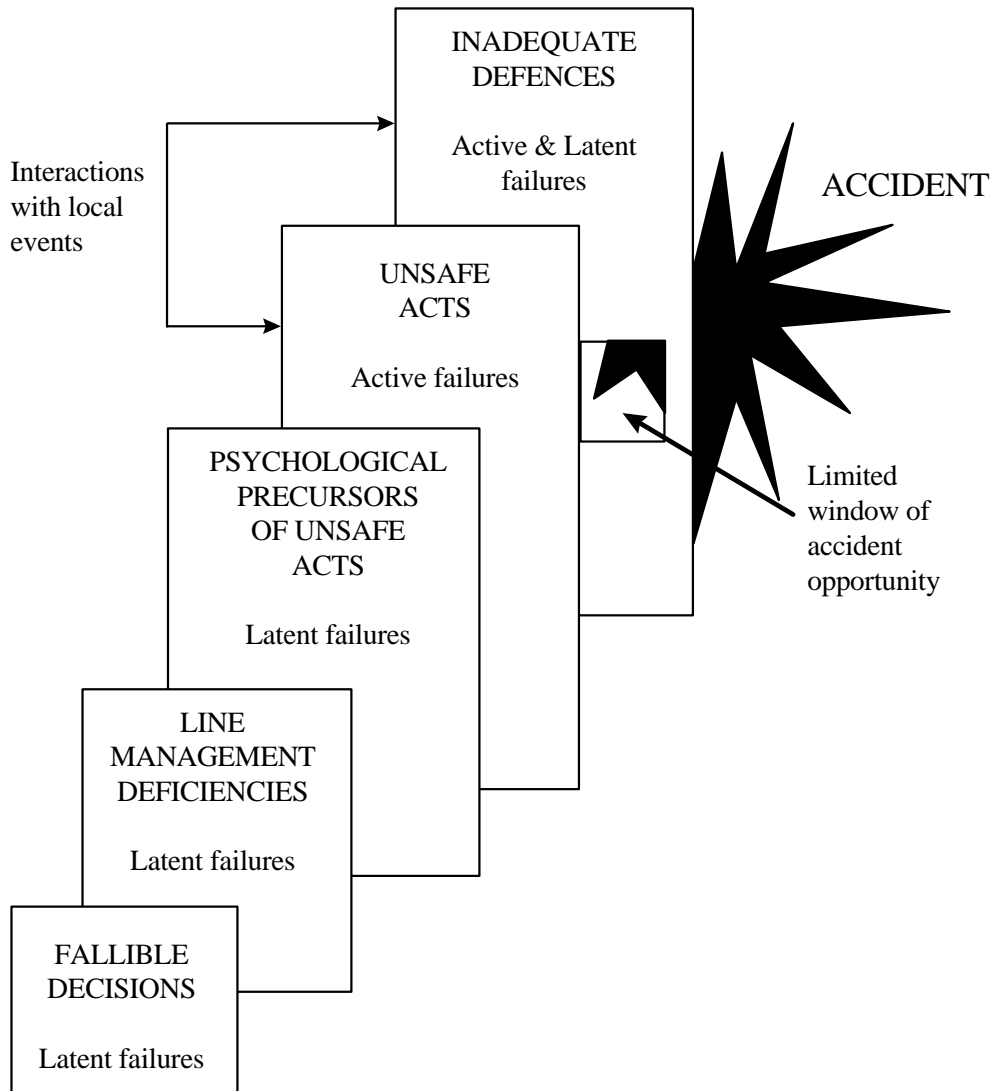 INADEQUATE
DEFENCES
Active & Latent
failures
ACCIDENT
Interactions
with local
events
UNSAFE
ACTS
Active failures
PSYCHOLOGICAL
PRECURSORS
OF UNSAFE
ACTS
Latent failures
Limited
window of
accident
opportunity
LINE
MANAGEMENT
DEFICIENCIES
Latent failures
FALLIBLE
DECISIONS
Latent failures